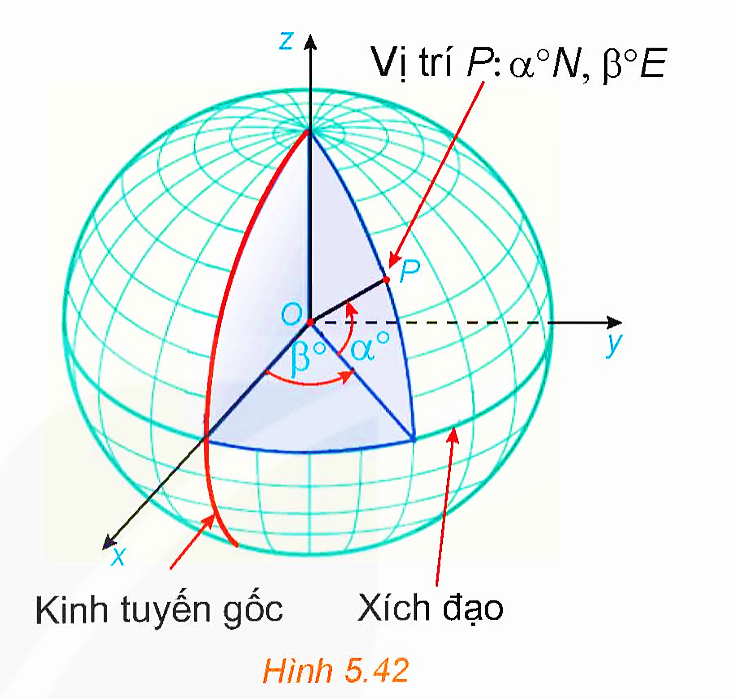 z
Vị trí P: α°N, β°E
P
O
β° α°
y
x
Kinh tuyến gốc
Xích đạo
Hình 5.42